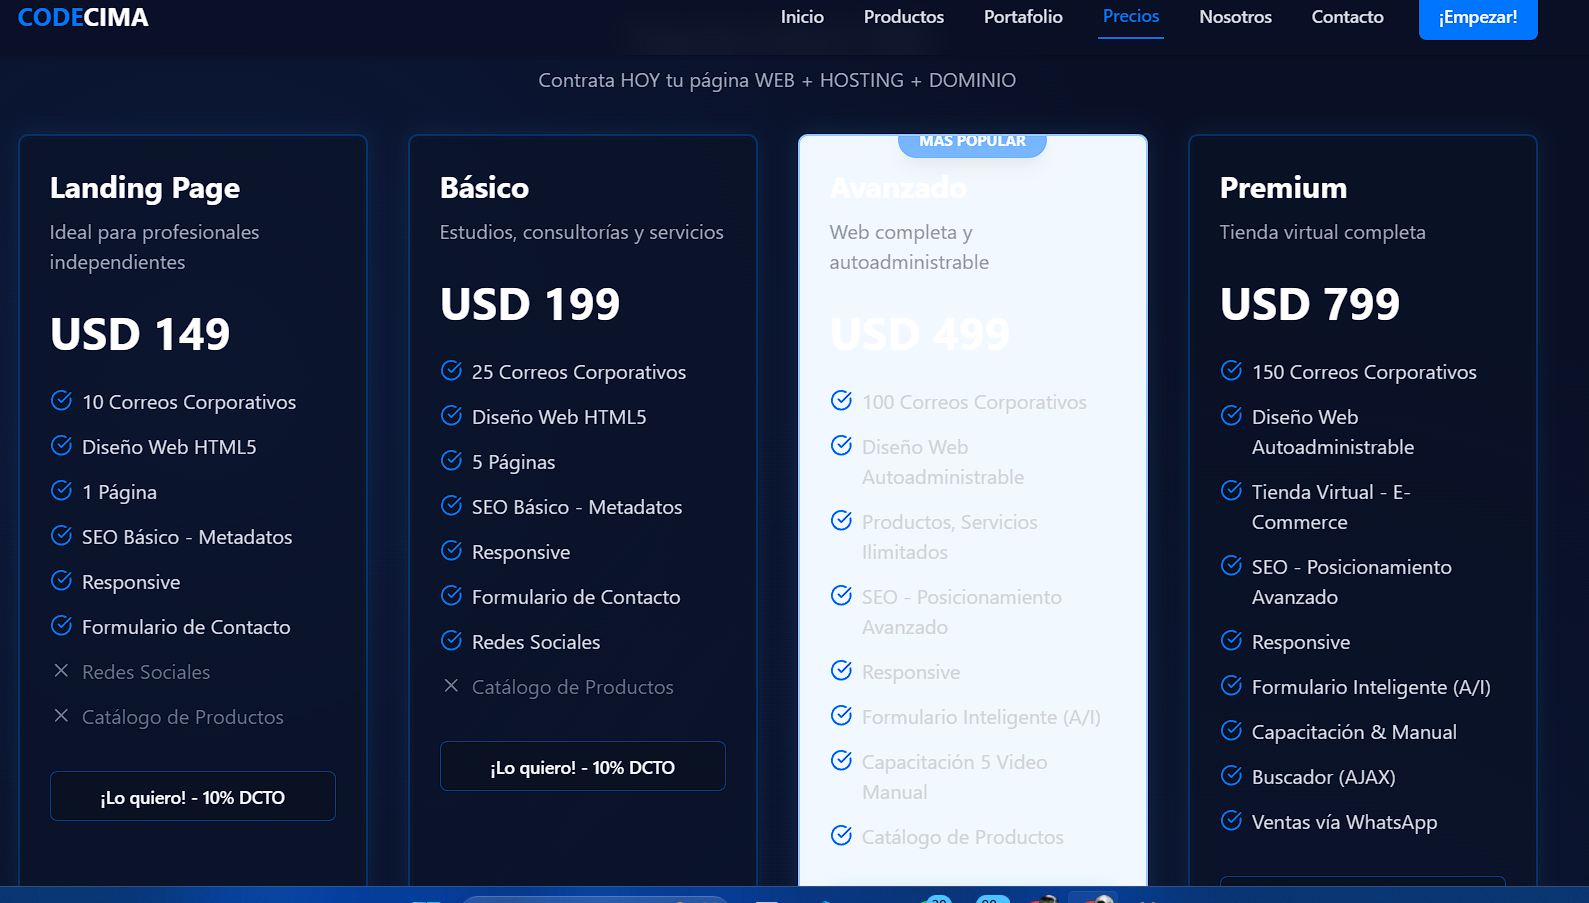 CODECIMA
Inicio
Productos
Portafolio
Precios
Nosotros
Contacto
¡Empezar!
Contrata HOY tu página WEB + HOSTING + DOMINIO
Landing Page
Ideal para profesionales
independientes
USD 149
10 Correos Corporativos
Diseño Web HTML5
1 Página
SEO Básico - Metadatos
Responsive
Formulario de Contacto
Redes Sociales
Catálogo de Productos
¡Lo quiero! - 10% DCTO
Básico
Estudios, consultorías y servicios
USD 199
25 Correos Corporativos
Diseño Web HTML5
5 Páginas
SEO Básico - Metadatos
Responsive
Formulario de Contacto
Redes Sociales
Catálogo de Productos
¡Lo quiero! - 10% DCTO
MÁS POPULAR
Avanzado
Web completa y
autoadministrable
USD 499
100 Correos Corporativos
Diseño Web
Autoadministrable
Productos, Servicios
Ilimitados
SEO - Posicionamiento
Avanzado
Responsive
Formulario Inteligente (A/I)
Capacitación 5 Video
Manual
Catálogo de Productos
Premium
Tienda virtual completa
USD 799
150 Correos Corporativos
Diseño Web
Autoadministrable
Tienda Virtual - E-
Commerce
SEO - Posicionamiento
Avanzado
Responsive
Formulario Inteligente (A/I)
Capacitación & Manual
Buscador (AJAX)
Ventas vía WhatsApp